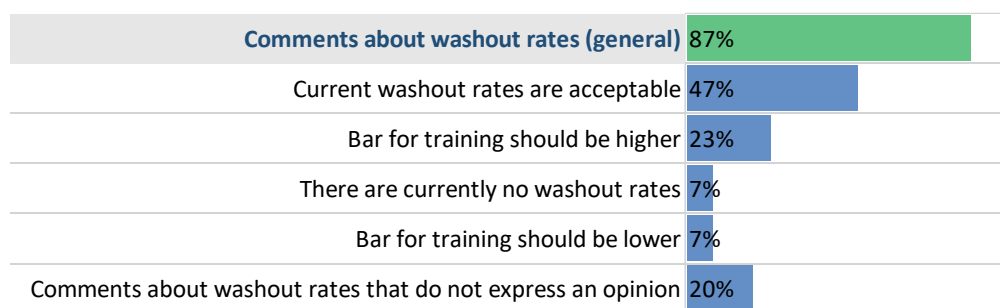 Comments about washout rates (general) 87%
Current washout rates are acceptable 47%
Bar for training should be higher 23%
There are currently no washout rates 7%
Bar for training should be lower 7%
Comments about washout rates that do not express an opinion 20%